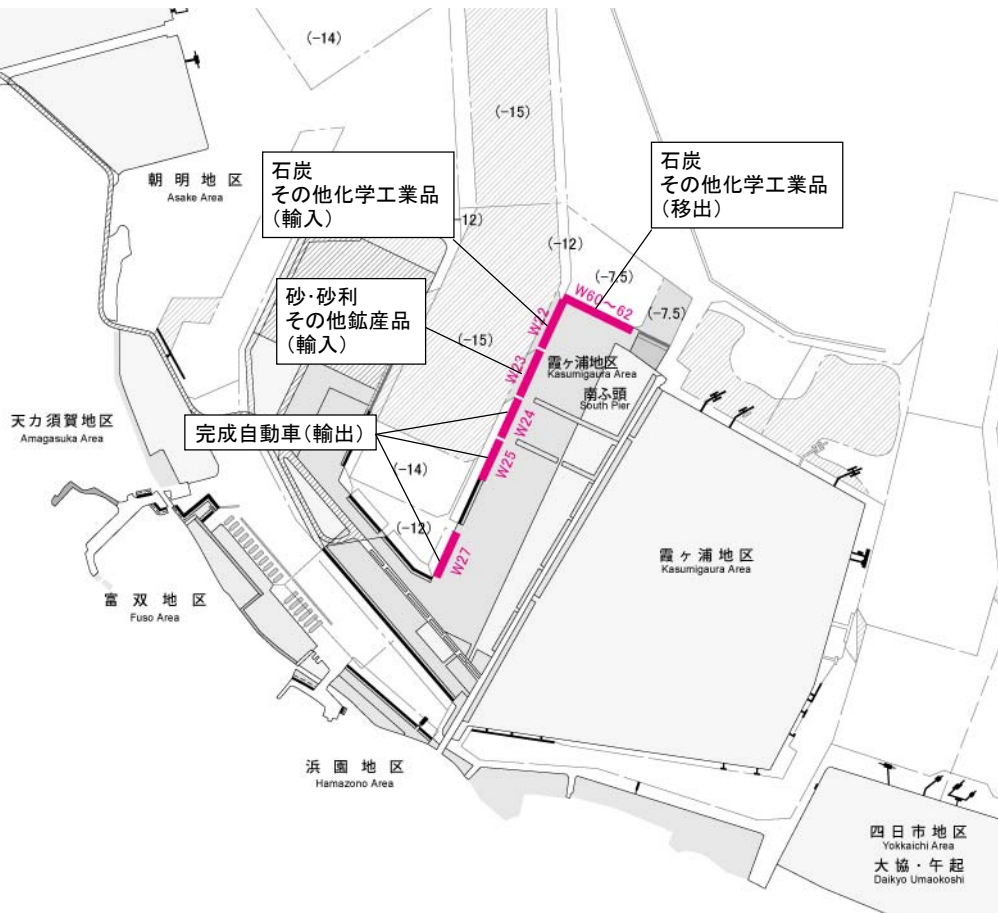 (-14)
(-15)
朝明地区
Asake Area
石炭
その他化学工業品
(輸入)
石炭
その他化学工業品
(移出)
-12)
(-12)
(-7.5)
W60～62
(-7.5)
砂・砂利
その他鉱産品
(輸入)
(-15)
W22
W23
霞ヶ浦地区
Kasumigaura Area
南ふ頭
South Pier
天カ須賀地区
Amagasuka Area
完成自動車(輸出)
W24
W25
(-14)
(-12)
W27
霞ヶ浦地区
Kasumigaura Area
富双地区
Fuso Area
浜園地区
Hamazono Area
四日市地区
Yokkaichi Area
大協・午起
Daikyo Umaokoshi